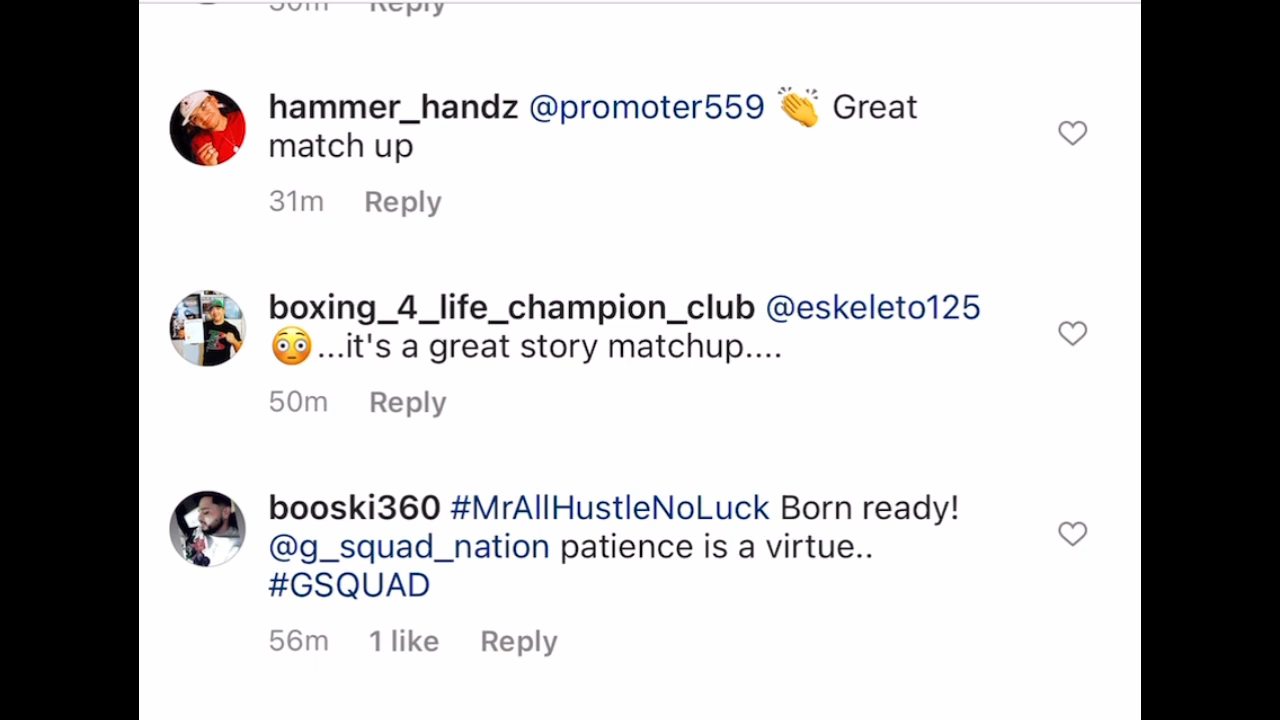 30m Reply
hammer_handz @promoter559 👏 Great
match up
31m Reply
boxing_4_life_champion_club @eskeleto125
😳...it's a great story matchup....
50m Reply
booski360 #MrAllHustleNoLuck Born ready!
@g_squad_nation patience is a virtue..
#GSQUAD
56m 1 like Reply